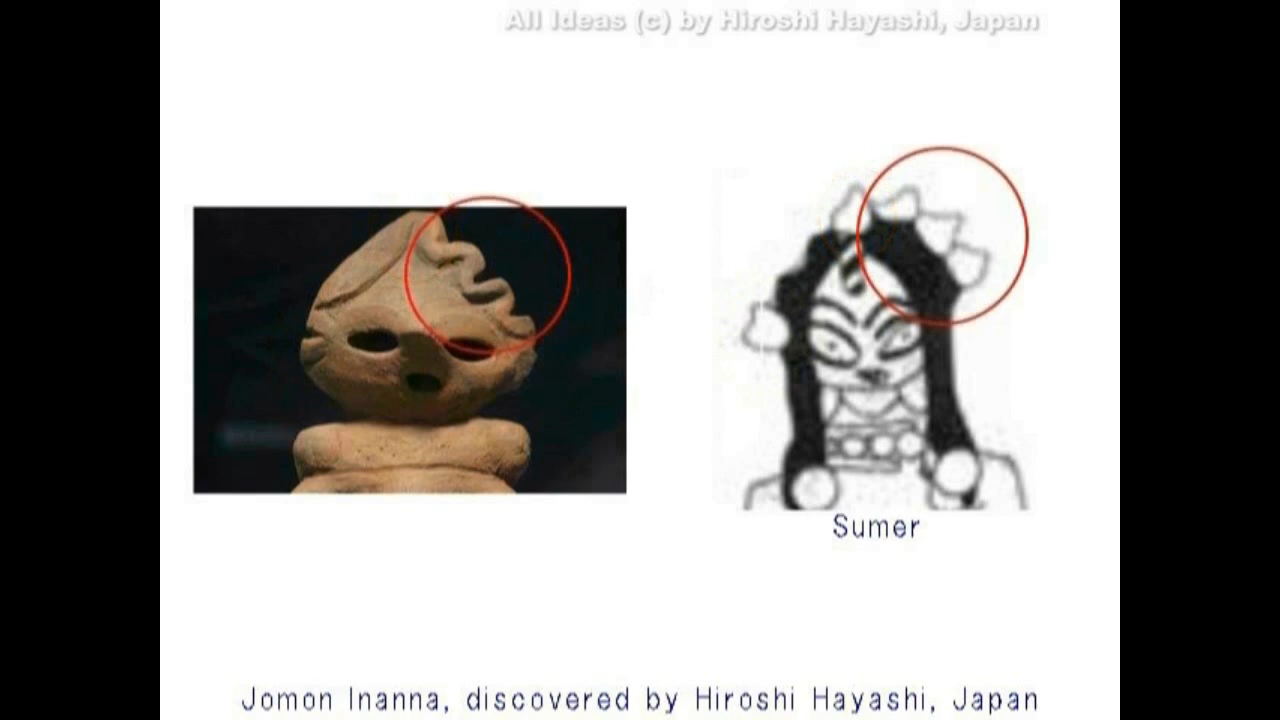 All Ideas (c) by Hiroshi Hayashi, Japan
Sumer
Jomon Inanna, discovered by Hiroshi Hayashi, Japan